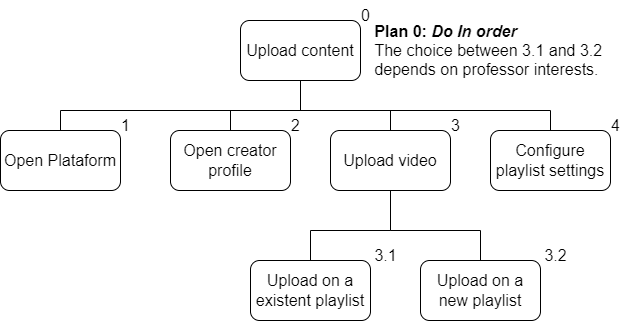 0
Upload content
Plan 0: Do In order
The choice between 3.1 and 3.2
depends on professor interests.
1
Open Plataform
2
Open creator
profile
3
Upload video
4
Configure
playlist settings
3.1
Upload on a
existent playlist
3.2
Upload on a
new playlist